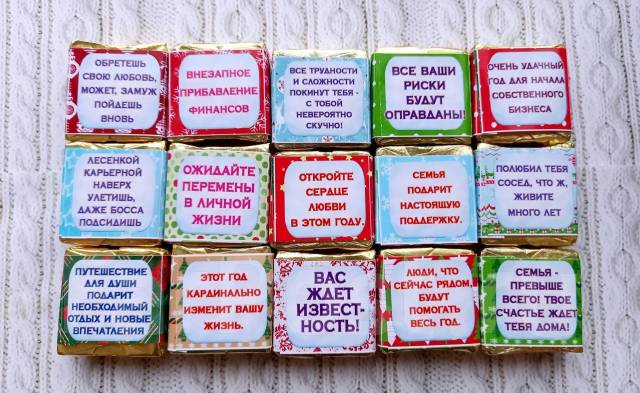 ОБРЕТЕШЬ
СВОЮ ЛЮБОВЬ,
МОЖЕТ, ЗАМУЖ
ПОЙДЕШЬ
ВНОВЬ
ВНЕЗАПНОЕ
ПРИБАВЛЕНИЕ
ФИНАНСОВ
ВСЕ ТРУДНОСТИ
И СЛОЖНОСТИ
ПОКИНУТ ТЕБЯ -
С ТОБОЙ
НЕВЕРОЯТНО
СКУЧНО!
ВСЕ ВАШИ
РИСКИ
БУДУТ
ОПРАВДАНЫ!
ОЧЕНЬ УДАЧНЫЙ
ГОД ДЛЯ НАЧАЛА
СОБСТВЕННОГО
БИЗНЕСА
ЛЕСЕНКОЙ
КАРЬЕРНОЙ
НАВЕРХ
УЛЕТИШЬ,
ДАЖЕ БОССА
ПОДСИДИШЬ
ОЖИДАЙТЕ
ПЕРЕМЕНЫ
В ЛИЧНОЙ
ЖИЗНИ
ОТКРОЙТЕ
СЕРДЦЕ
ЛЮБВИ
В ЭТОМ ГОДУ.
СЕМЬЯ
ПОДАРИТ
НАСТОЯЩУЮ
ПОДДЕРЖКУ.
ПОЛЮБИЛ ТЕБЯ
СОСЕД, ЧТО Ж,
ЖИВИТЕ
МНОГО ЛЕТ
ПУТЕШЕСТВИЕ
ДЛЯ ДУШИ
ПОДАРИТ
НЕОБХОДИМЫЙ
ОТДЫХ И НОВЫЕ
ВПЕЧАТЛЕНИЯ
ЭТОТ ГОД
КАРДИНАЛЬНО
ИЗМЕНИТ ВАШУ
ЖИЗНЬ.
ВАС
ЖДЕТ
ИЗВЕСТ-
НОСТЬ!
ЛЮДИ, ЧТО
СЕЙЧАС РЯДОМ,
БУДУТ
ПОМОГАТЬ
ВЕСЬ ГОД.
СЕМЬЯ -
ПРЕВЫШЕ
ВСЕГО! ТВОЕ
СЧАСТЬЕ ЖДЕТ
ТЕБЯ ДОМА!